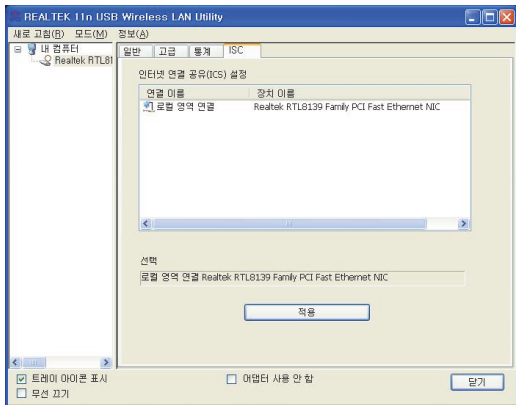 REALTEK 11n USB Wireless LAN Utility
새로 고침(R) 모드(M) 정보(A)
내 컴퓨터
Realtek RTL81
일반 고급 통계 ISC
인터넷 연결 공유(ICS) 설정
연결 이름 장치 이름
로컬 영역 연결 Realtek RTL8139 Family PCI Fast Ethernet NIC
선택
로컬 영역 연결 Realtek RTL8139 Family PCI Fast Ethernet NIC
적용
트레이 아이콘 표시 어댑터 사용 안 함 닫기
무선 끄기